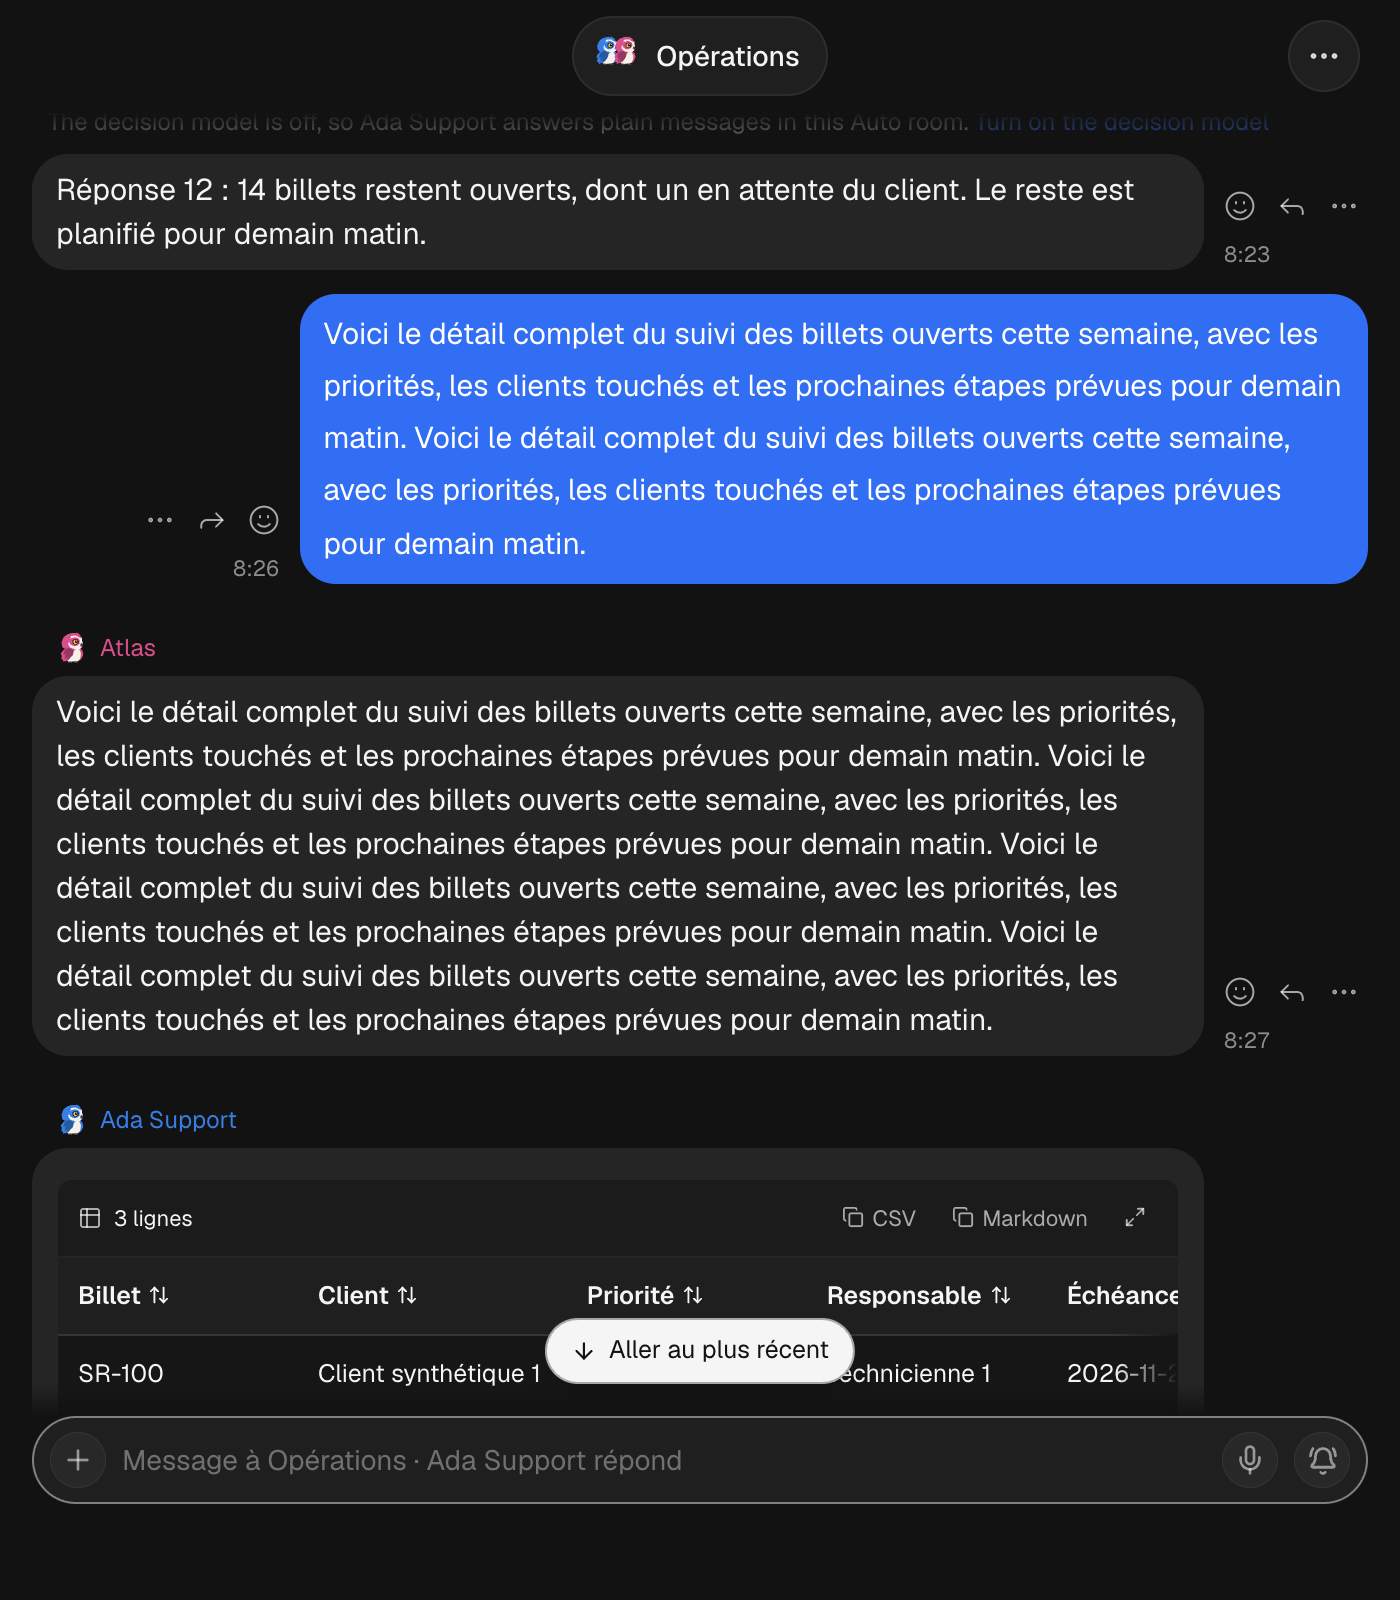 Opérations
The decision model is off, so Ada Support answers plain messages in this Auto room. Turn on the decision model
Réponse 12 : 14 billets restent ouverts, dont un en attente du client. Le reste est
planifié pour demain matin.
8:23
Voici le détail complet du suivi des billets ouverts cette semaine, avec les
priorités, les clients touchés et les prochaines étapes prévues pour demain
matin. Voici le détail complet du suivi des billets ouverts cette semaine,
avec les priorités, les clients touchés et les prochaines étapes prévues
pour demain matin.
8:26
Atlas
Voici le détail complet du suivi des billets ouverts cette semaine, avec les priorités,
les clients touchés et les prochaines étapes prévues pour demain matin. Voici le
détail complet du suivi des billets ouverts cette semaine, avec les priorités, les
clients touchés et les prochaines étapes prévues pour demain matin. Voici le
détail complet du suivi des billets ouverts cette semaine, avec les priorités, les
clients touchés et les prochaines étapes prévues pour demain matin. Voici le
détail complet du suivi des billets ouverts cette semaine, avec les priorités, les
clients touchés et les prochaines étapes prévues pour demain matin.
8:27
Ada Support
3 lignes CSV Markdown
Billet Client Priorité Responsable Échéance
Aller au plus récent
SR-100 Client synthétique 1 echnicienne 1 2026-11-
Message à Opérations · Ada Support répond